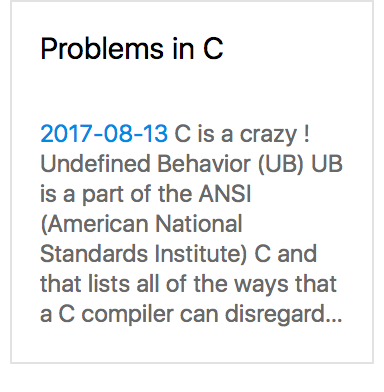 Problems in C
2017-08-13 C is a crazy !
Undefined Behavior (UB) UB
is a part of the ANSI
(American National
Standards Institute) C and
that lists all of the ways that
a C compiler can disregard...